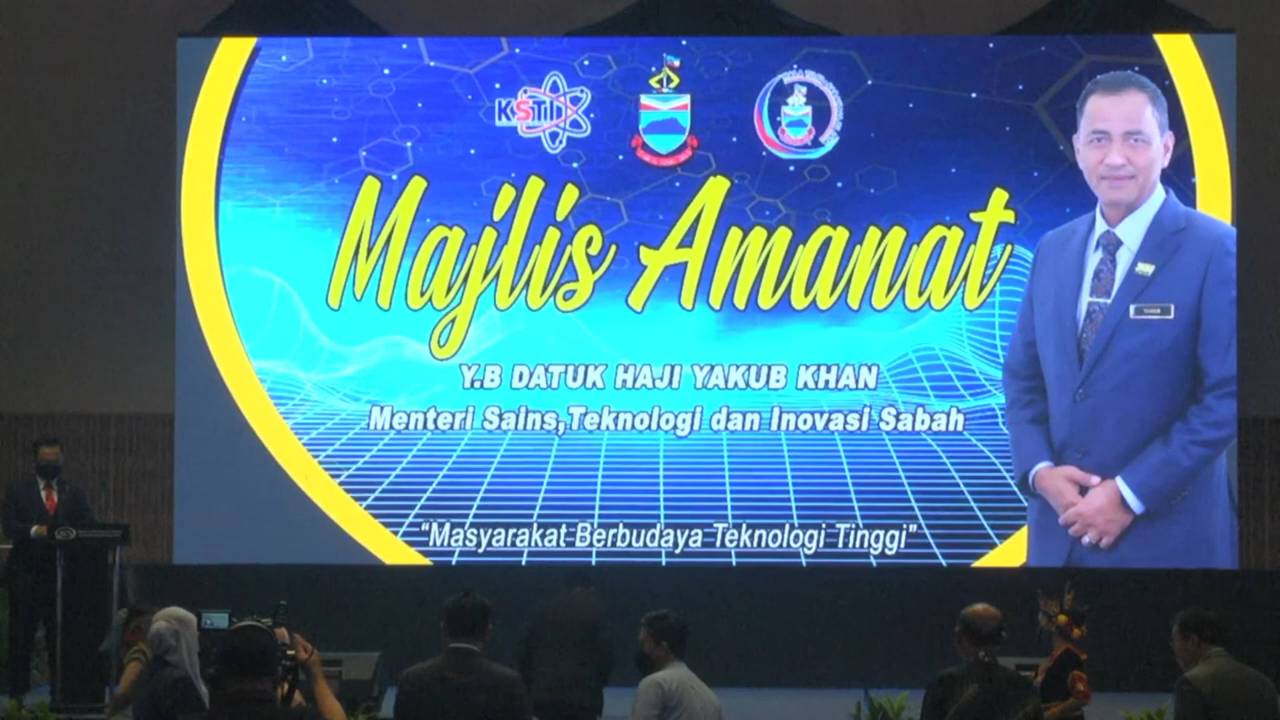 KSTI
Majlis Amanat
Y.B DATUK HAJI YAKUB KHAN
Menteri Sains,Teknologi dan Inovasi Sabah
“Masyarakat Berbudaya Teknologi Tinggi”